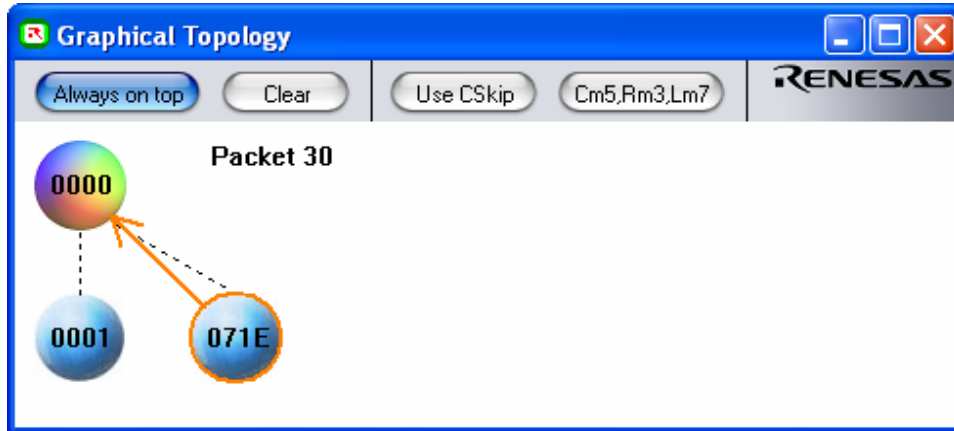 Graphical Topology
Always on top Clear Use CSkip Cm5,Rm3,Lm7 RENESAS
Packet 30
0000
0001 071E